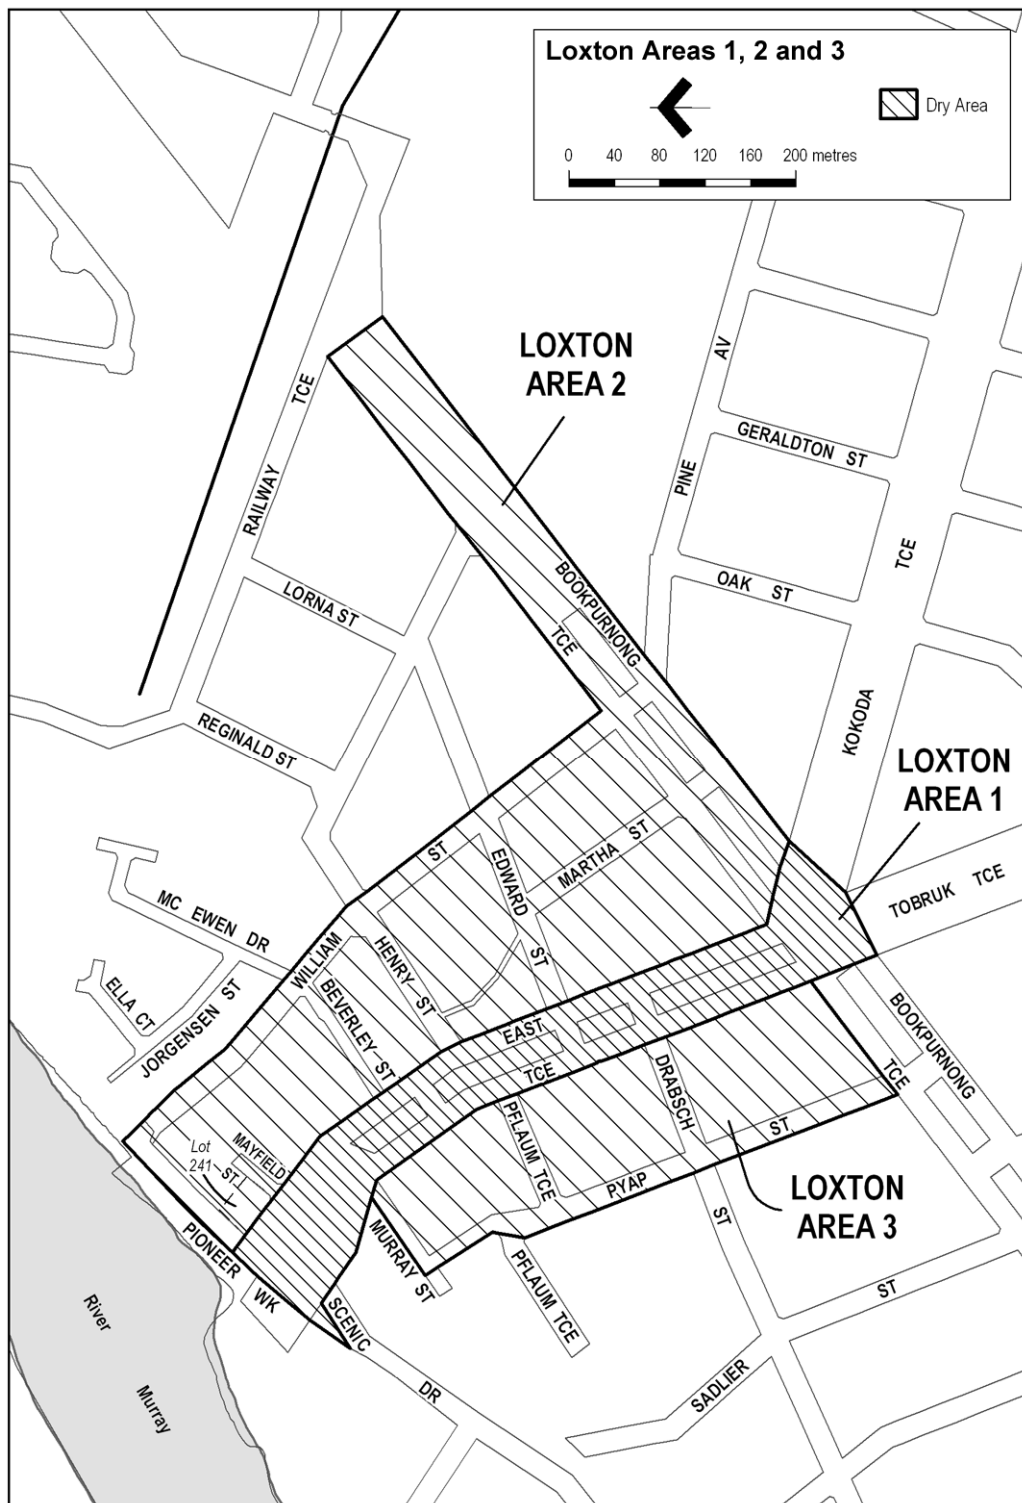 Loxton Areas 1, 2 and 3
Dry Area
0 40 80 120 160 200 metres
LOXTON
AREA 2
AV
PINE
GERALDTON ST
TCE
RAILWAY
TCE
BOOKPURNONG
TCE
OAK ST
LORNA ST
KOKODA
REGINALD ST
LOXTON
AREA 1
TOBRUK TCE
ST
MARTHA ST
EDWARD
ST
MC EWEN DR
WILLIAM
HENRY ST
BEVERLEY ST
ELLA CT
JORGENSEN ST
EAST
TCE
BOOKPURNONG
TCE
DRABSCH
ST
PFLAUM TCE
PYAP
ST
Lot
241
MAYFIELD
ST
LOXTON
AREA 3
PIONEER
WK
MURRAY ST
PFLAUM TCE
SCENIC
DR
ST
SADLIER
River
Murray